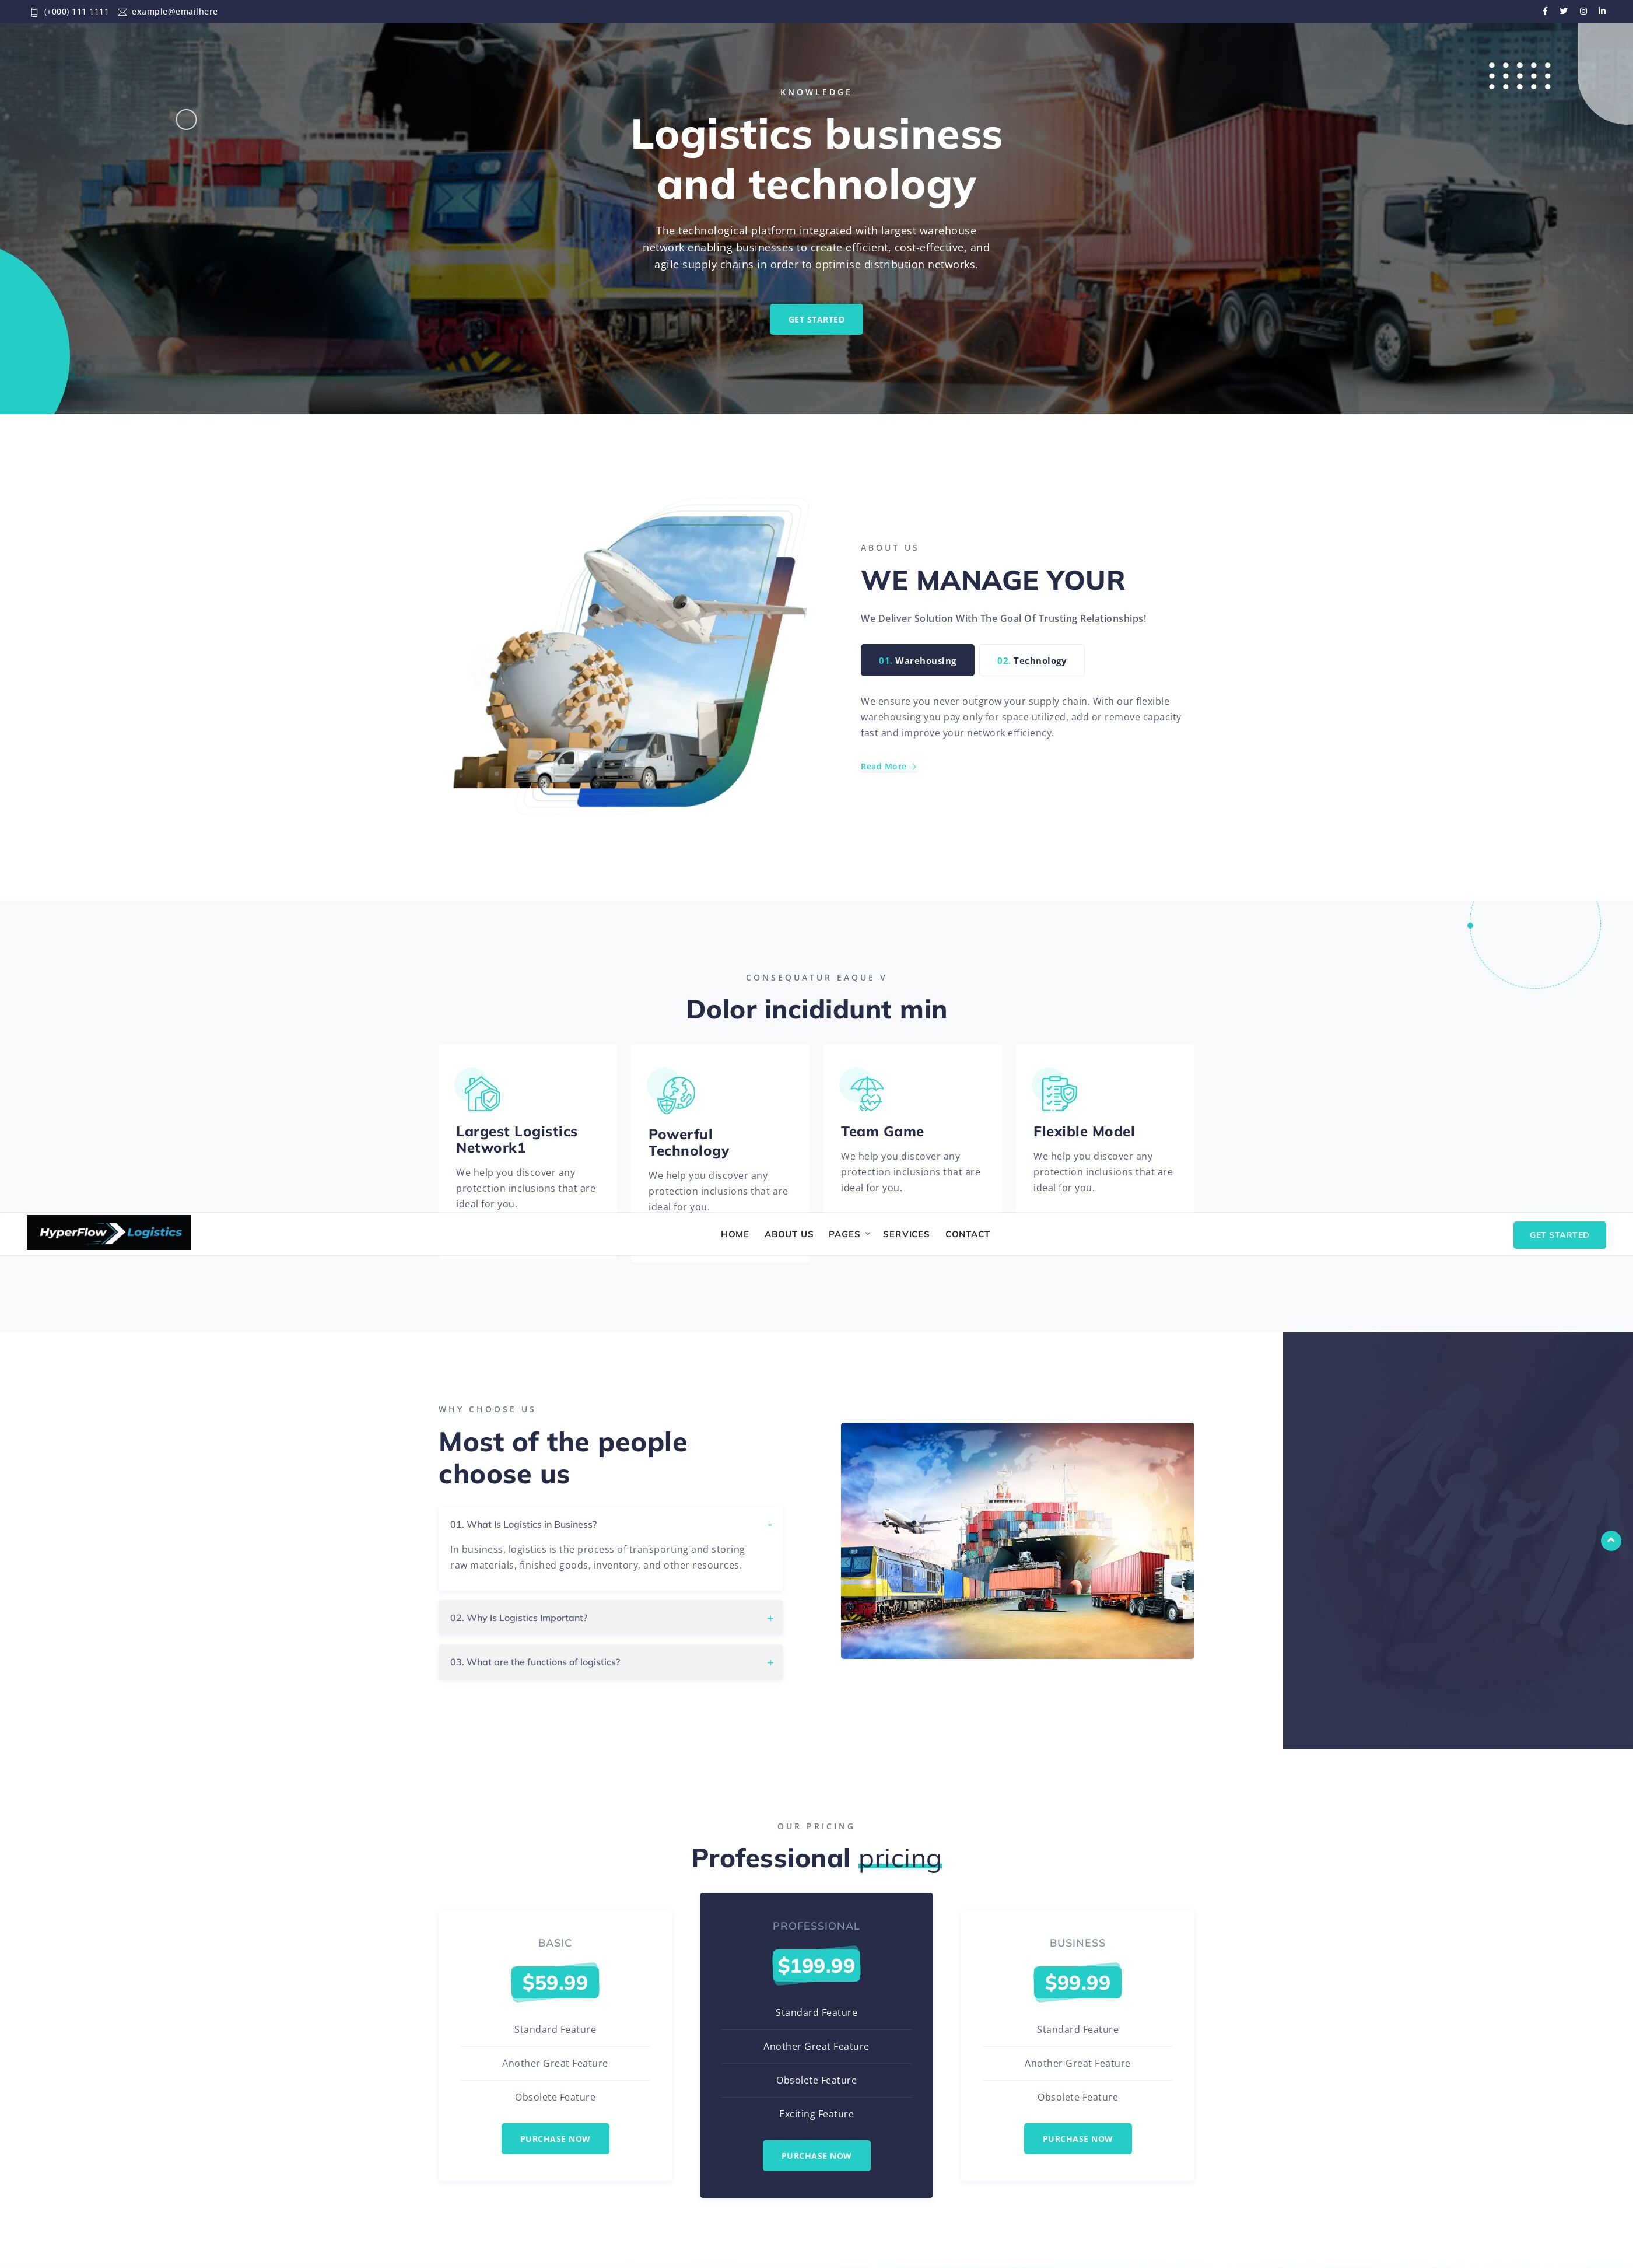 (+000) 111 1111 example@emailhere
KNOWLEDGE
Logistics business
and technology
The technological platform integrated with largest warehouse
network enabling businesses to create efficient, cost-effective, and
agile supply chains in order to optimise distribution networks.
GET STARTED
ABOUT US
WE MANAGE YOUR
We Deliver Solution With The Goal Of Trusting Relationships!
01. Warehousing
02. Technology
We ensure you never outgrow your supply chain. With our flexible
warehousing you pay only for space utilized, add or remove capacity
fast and improve your network efficiency.
Read More
CONSEQUATUR EAQUE V
Dolor incididunt min
Largest Logistics
Network1
We help you discover any
protection inclusions that are
ideal for you.
Powerful
Technology
We help you discover any
protection inclusions that are
ideal for you.
Team Game
We help you discover any
protection inclusions that are
ideal for you.
Flexible Model
We help you discover any
protection inclusions that are
ideal for you.
HyperFlow Logistics
HOME ABOUT US PAGES SERVICES CONTACT
GET STARTED
WHY CHOOSE US
Most of the people
choose us
01. What Is Logistics in Business? -
In business, logistics is the process of transporting and storing
raw materials, finished goods, inventory, and other resources.
02. Why Is Logistics Important? +
03. What are the functions of logistics? +
OUR PRICING
Professional pricing
BASIC
$59.99
Standard Feature
Another Great Feature
Obsolete Feature
PURCHASE NOW
PROFESSIONAL
$199.99
Standard Feature
Another Great Feature
Obsolete Feature
Exciting Feature
PURCHASE NOW
BUSINESS
$99.99
Standard Feature
Another Great Feature
Obsolete Feature
PURCHASE NOW